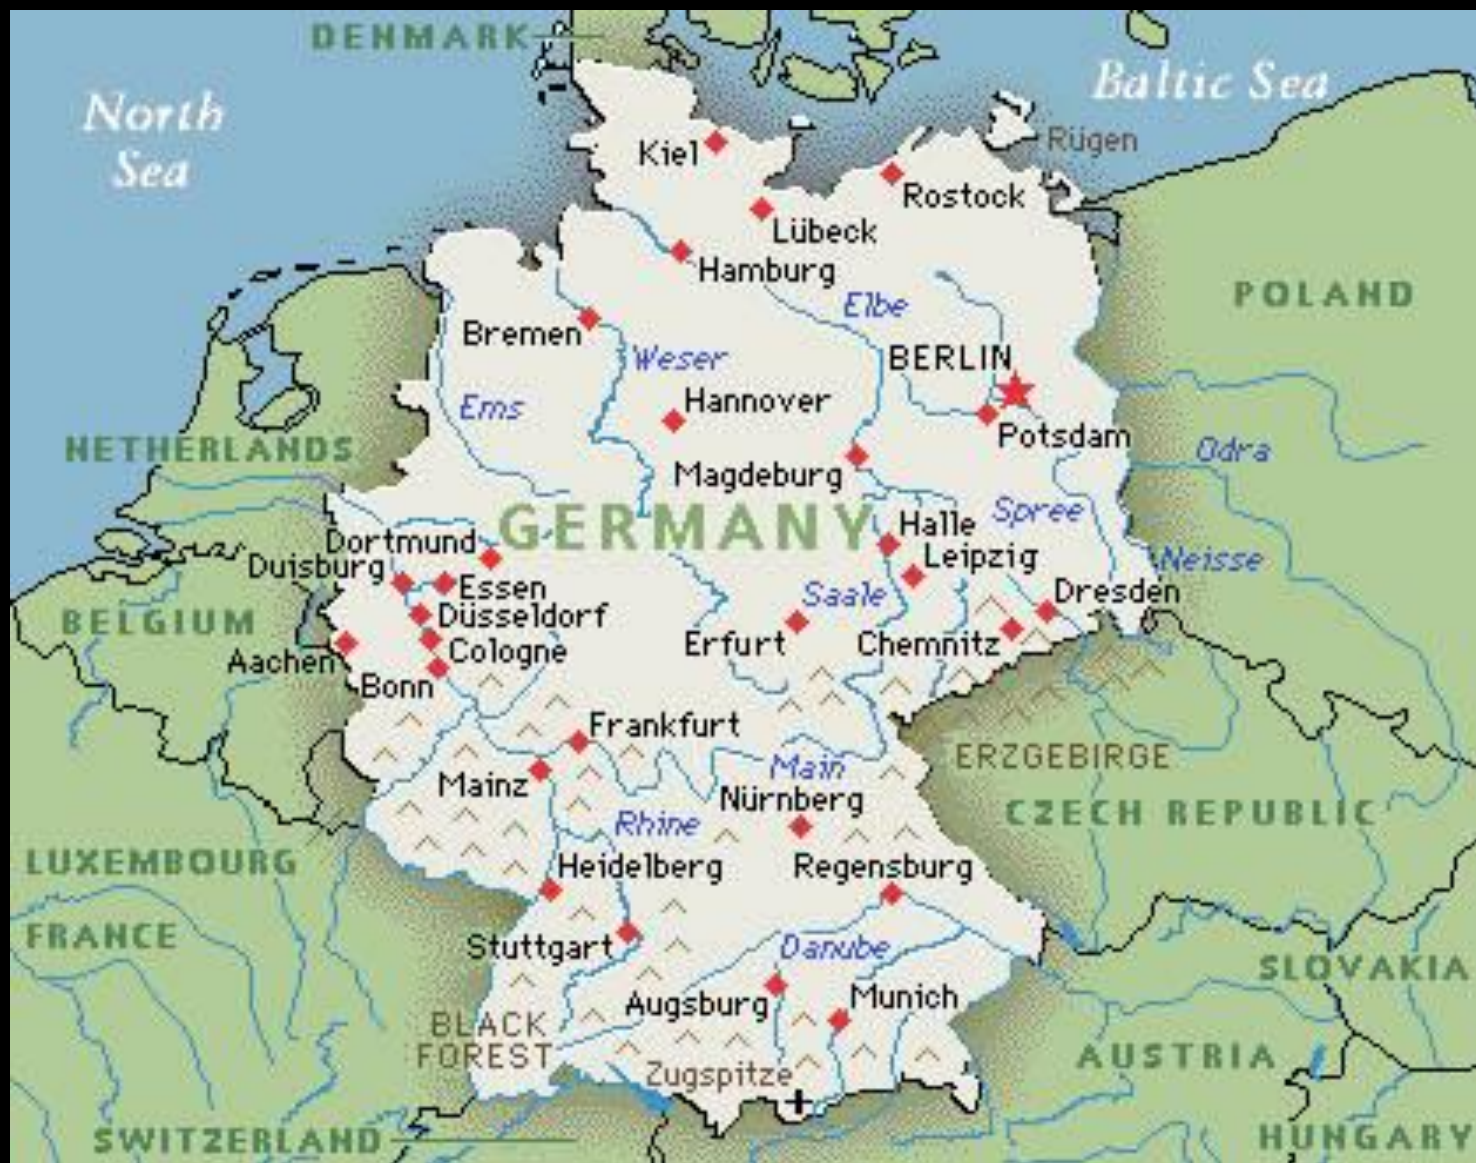 DENMARK
North
Sea
Baltic Sea
Rügen
Kiel
Rostock
Lübeck
Hamburg
POLAND
Elbe
Bremen
Weser
BERLIN
Hannover
Ems
Potsdam
NETHERLANDS
Odra
Magdeburg
GERMANY
Spree
Halle
Dortmund
Leipzig
Neisse
Duisburg
Essen
Dresden
Saale
Düsseldorf
BELGIUM
Erfurt
Chemnitz
Cologne
Aachen
Bonn
Frankfurt
ERZGEBIRGE
Main
Mainz
Nürnberg
CZECH REPUBLIC
Rhine
LUXEMBOURG
Heidelberg
Regensburg
FRANCE
Stuttgart
Danube
SLOVAKIA
Augsburg
Munich
BLACK
FOREST
AUSTRIA
Zugspitze
SWITZERLAND
HUNGARY